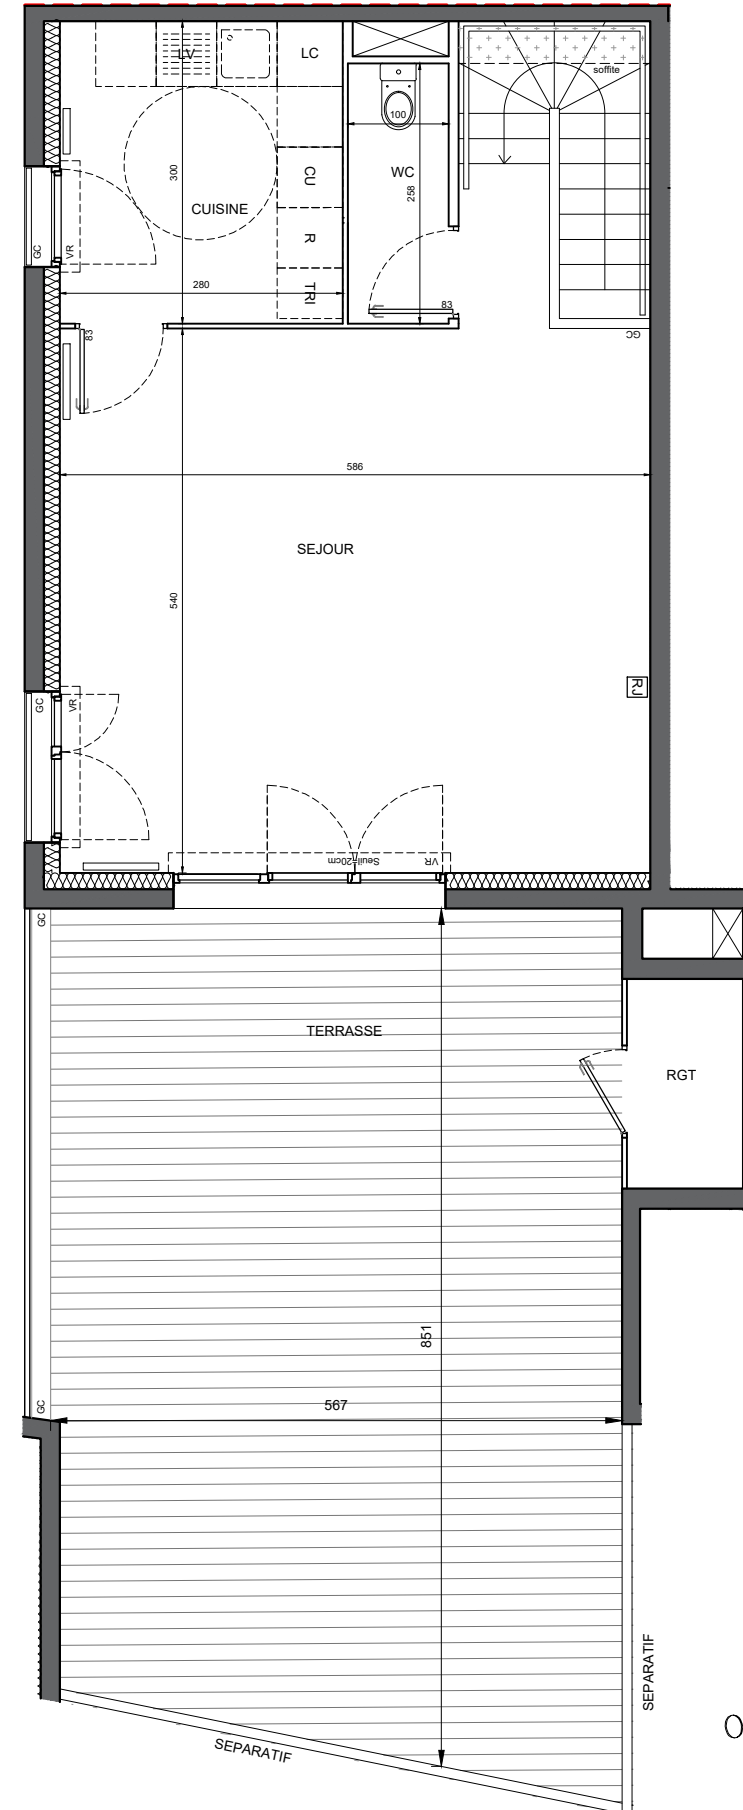 LV
LC
soffite
100
300
WC
CU
258
CUISINE
R
GC
VR
280
TRI
83
83
GC
586
SEJOUR
540
RJ
GC
VR
Seuil<20cm
VR
GC
TERRASSE
RGT
851
GC
567
SEPARATIF
SEPARATIF
O